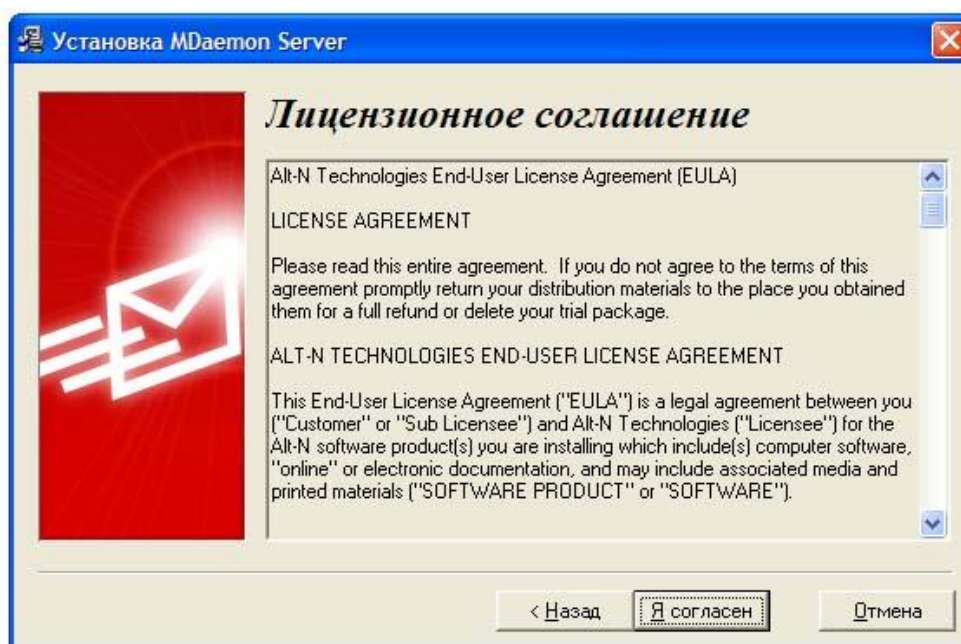 Установка MDaemon Server
Лицензионное соглашение
Alt-N Technologies End-User License Agreement (EULA)
LICENSE AGREEMENT
Please read this entire agreement.  If you do not agree to the terms of this
agreement promptly return your distribution materials to the place you obtained
them for a full refund or delete your trial package.
ALT-N TECHNOLOGIES END-USER LICENSE AGREEMENT
This End-User License Agreement ("EULA") is a legal agreement between you
("Customer" or "Sub Licensee") and Alt-N Technologies ("Licensee") for the
Alt-N software product(s) you are installing which include(s) computer software,
"online" or electronic documentation, and may include associated media and
printed materials ("SOFTWARE PRODUCT" or "SOFTWARE").
< Назад
Я согласен
Отмена